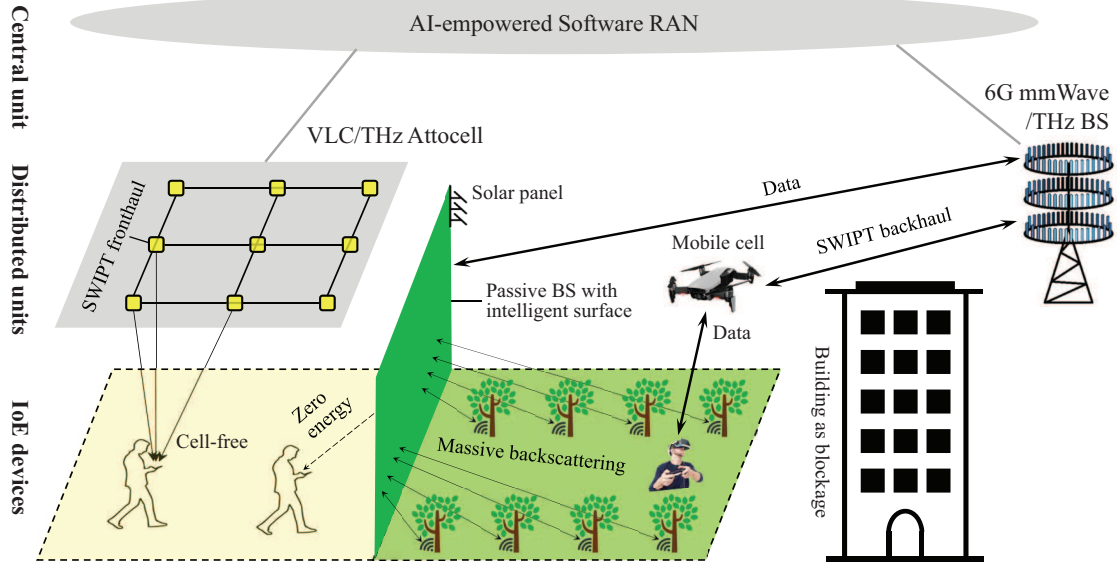 AI-empowered Software RAN
Central unit
6G mmWave
/THz BS
VLC/THz Attocell
Distributed units
SWIPT fronthaul
Solar panel
Data
SWIPT backhaul
Mobile cell
Passive BS with
intelligent surface
Data
Building as blockage
IoE devices
Cell-free
Zero
energy
Massive backscattering